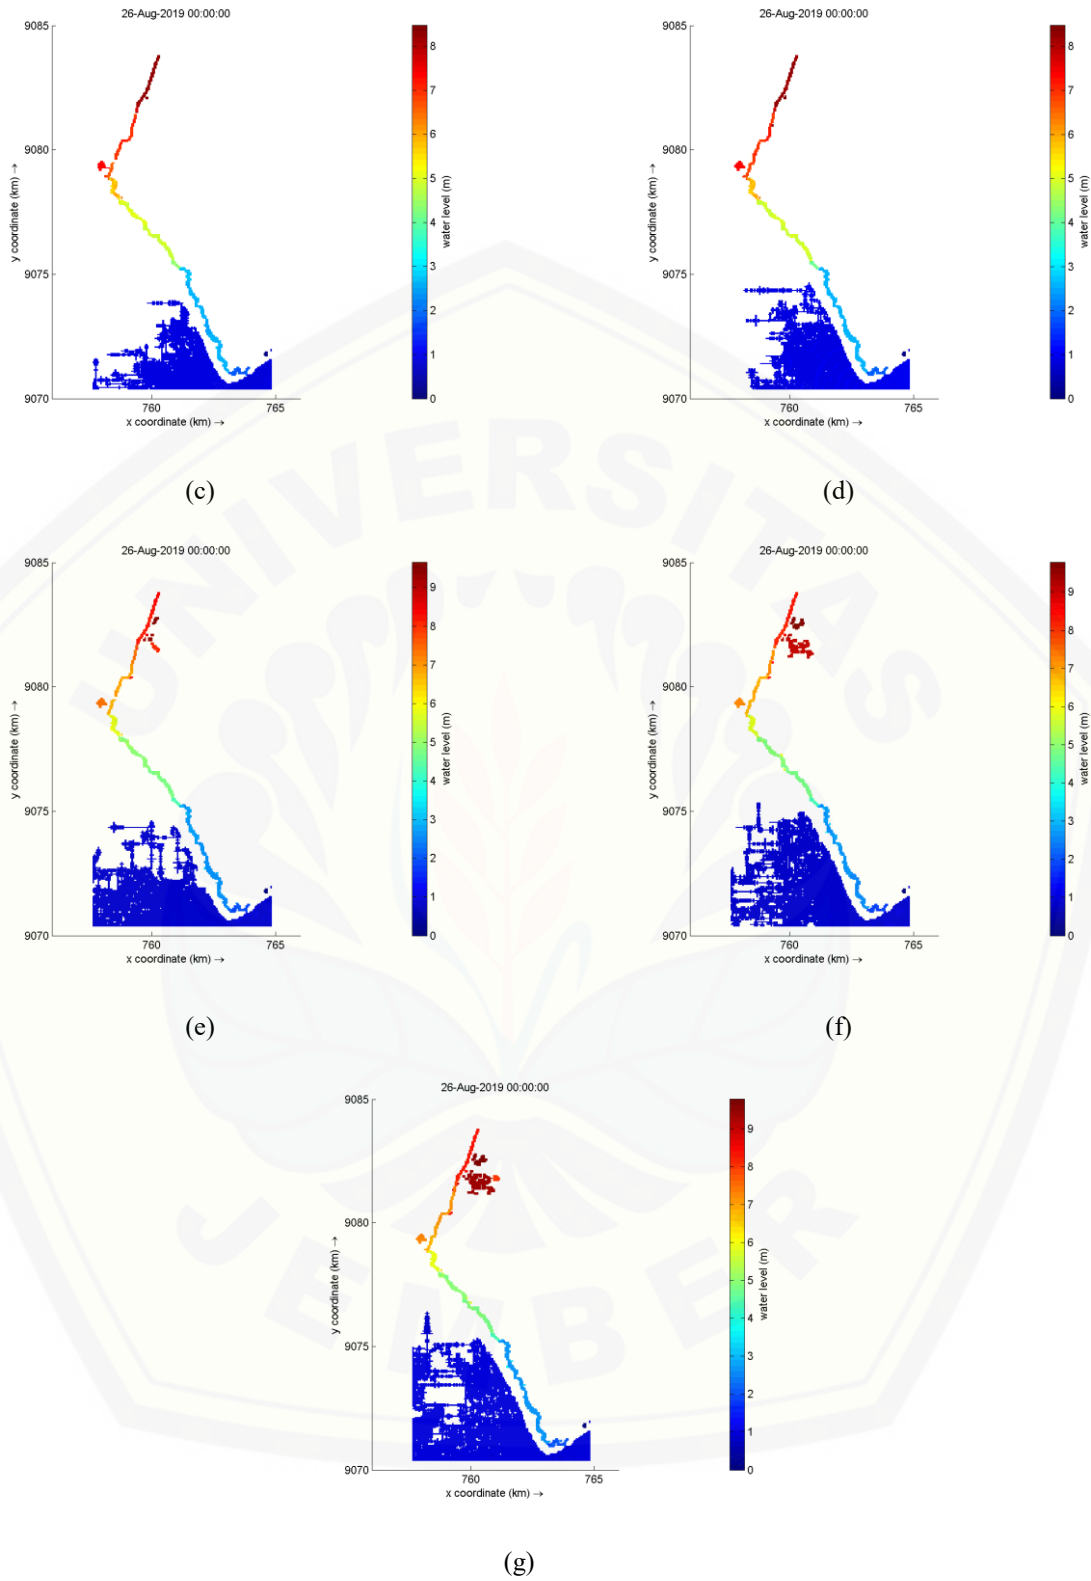 26-Aug-2019 00:00:00
9085
9080
9075
9070
y coordinate (km) →
760
765
x coordinate (km) →
8
7
6
5
4
3
2
1
0
water level (m)
(c)
26-Aug-2019 00:00:00
9085
9080
9075
9070
y coordinate (km) →
760
765
x coordinate (km) →
8
7
6
5
4
3
2
1
0
water level (m)
(d)
26-Aug-2019 00:00:00
9085
9080
9075
9070
y coordinate (km) →
760
765
x coordinate (km) →
9
8
7
6
5
4
3
2
1
0
water level (m)
(e)
26-Aug-2019 00:00:00
9085
9080
9075
9070
y coordinate (km) →
760
765
x coordinate (km) →
9
8
7
6
5
4
3
2
1
0
water level (m)
(f)
26-Aug-2019 00:00:00
9085
9080
9075
9070
y coordinate (km) →
760
765
x coordinate (km) →
9
8
7
6
5
4
3
2
1
0
water level (m)
(g)
UNIVERSITAS
JEMBER